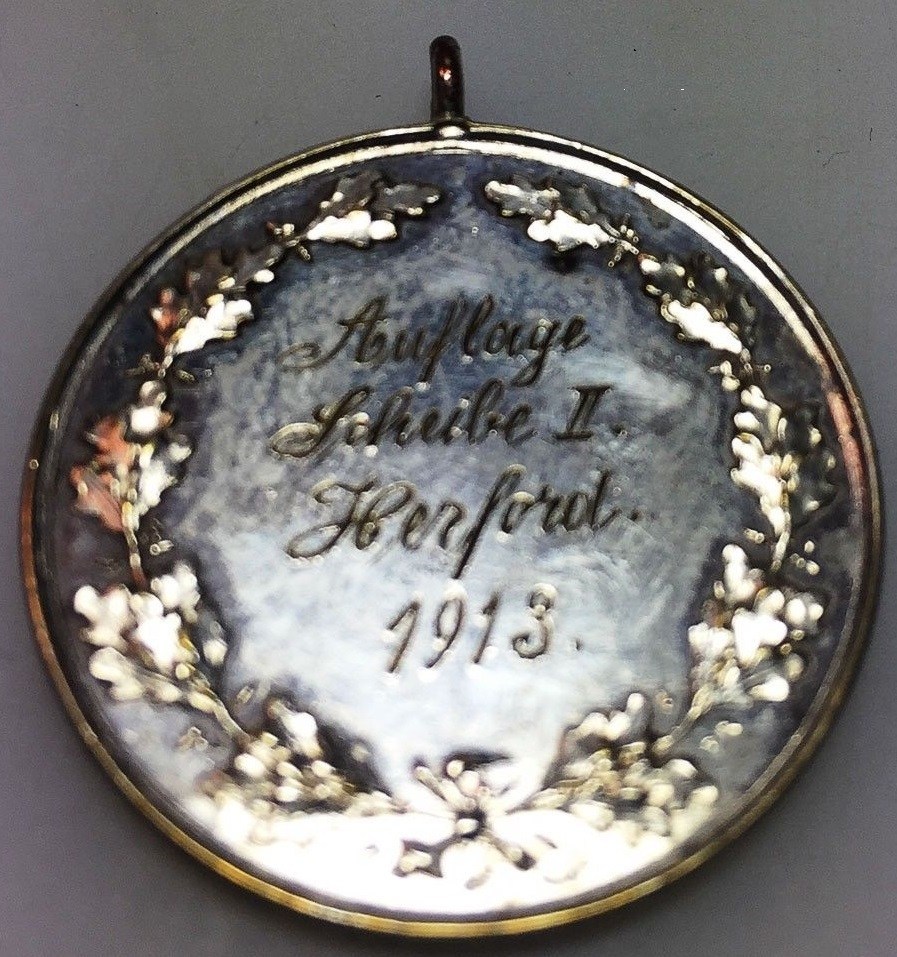 Auflage
Scheibe II.
Herford.
1913.